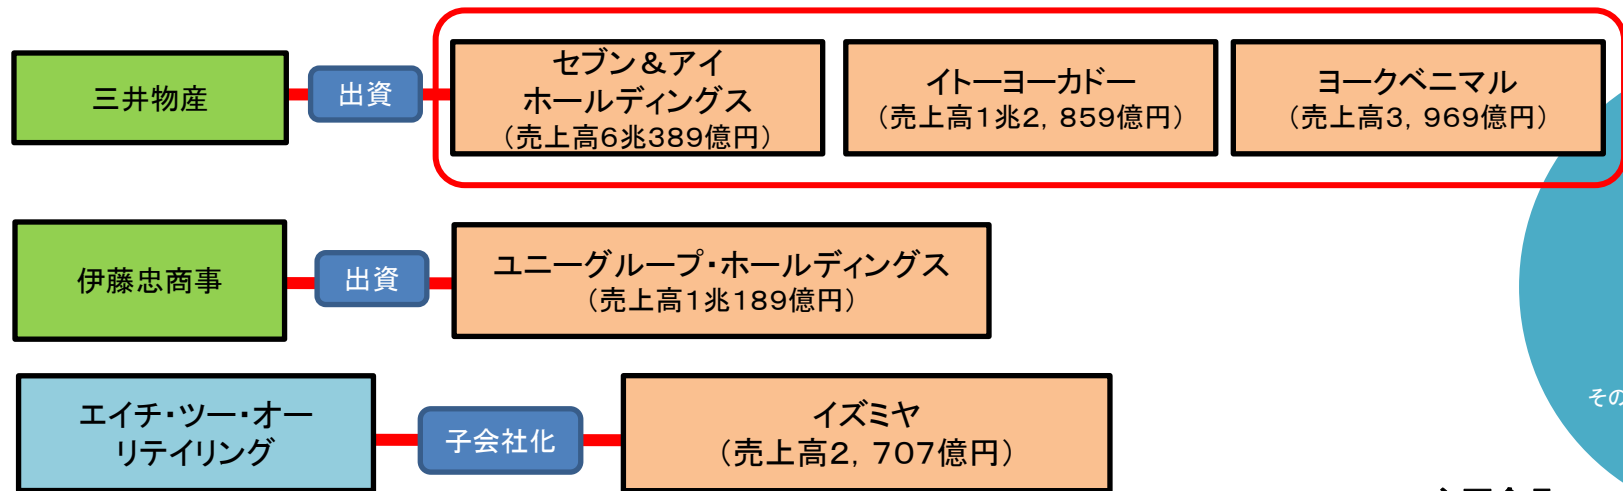 三井物産
出資
セブン&アイ
ホールディングス
(売上高6兆389億円)
イトーヨーカドー
(売上高1兆2,859億円)
ヨークベニマル
(売上高3,969億円)
伊藤忠商事
出資
ユニーグループ・ホールディングス
(売上高1兆189億円)
エイチ・ツー・オー
リテイリング
子会社化
イズミヤ
(売上高2,707億円)
その